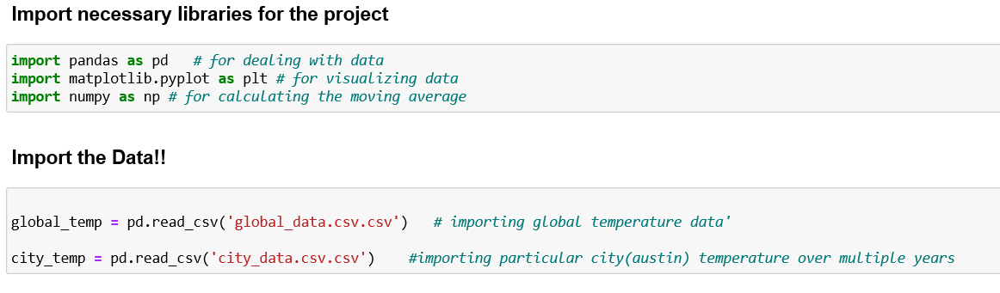 Import necessary libraries for the project
import pandas as pd   # for dealing with data
import matplotlib.pyplot as plt # for visualizing data
import numpy as np # for calculating the moving average
Import the Data!!
global_temp = pd.read_csv('global_data.csv.csv')   # importing global temperature data'
city_temp = pd.read_csv('city_data.csv.csv')    #importing particular city(austin) temperature over multiple years